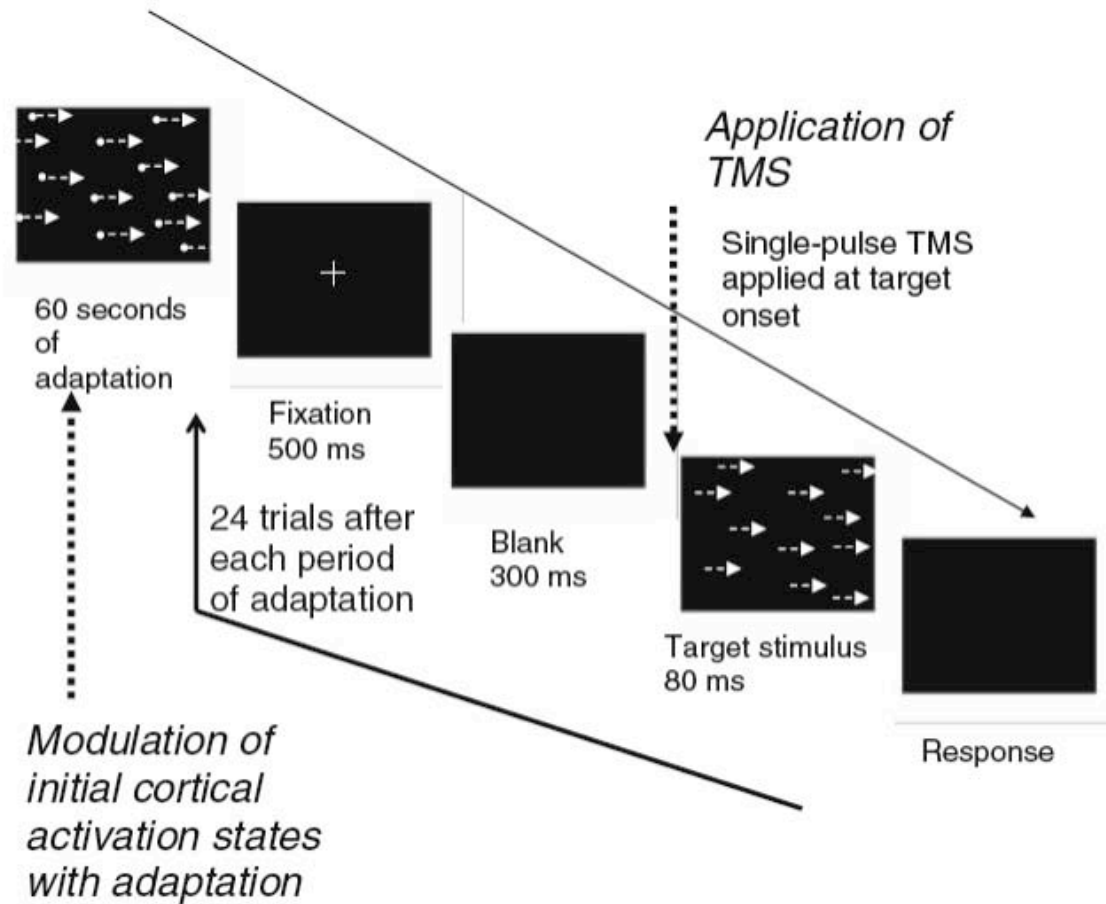 60 seconds
of
adaptation
Fixation
500 ms
Blank
300 ms
Application of
TMS
Single-pulse TMS
applied at target
onset
Target stimulus
80 ms
Response
24 trials after
each period
of adaptation
Modulation of
initial cortical
activation states
with adaptation